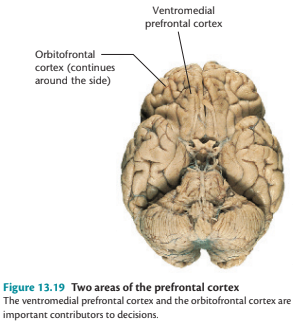 Ventromedial
prefrontal cortex
Orbitofrontal
cortex (continues
around the side)
Figure 13.19 Two areas of the prefrontal cortex
The ventromedial prefrontal cortex and the orbitofrontal cortex are
important contributors to decisions.